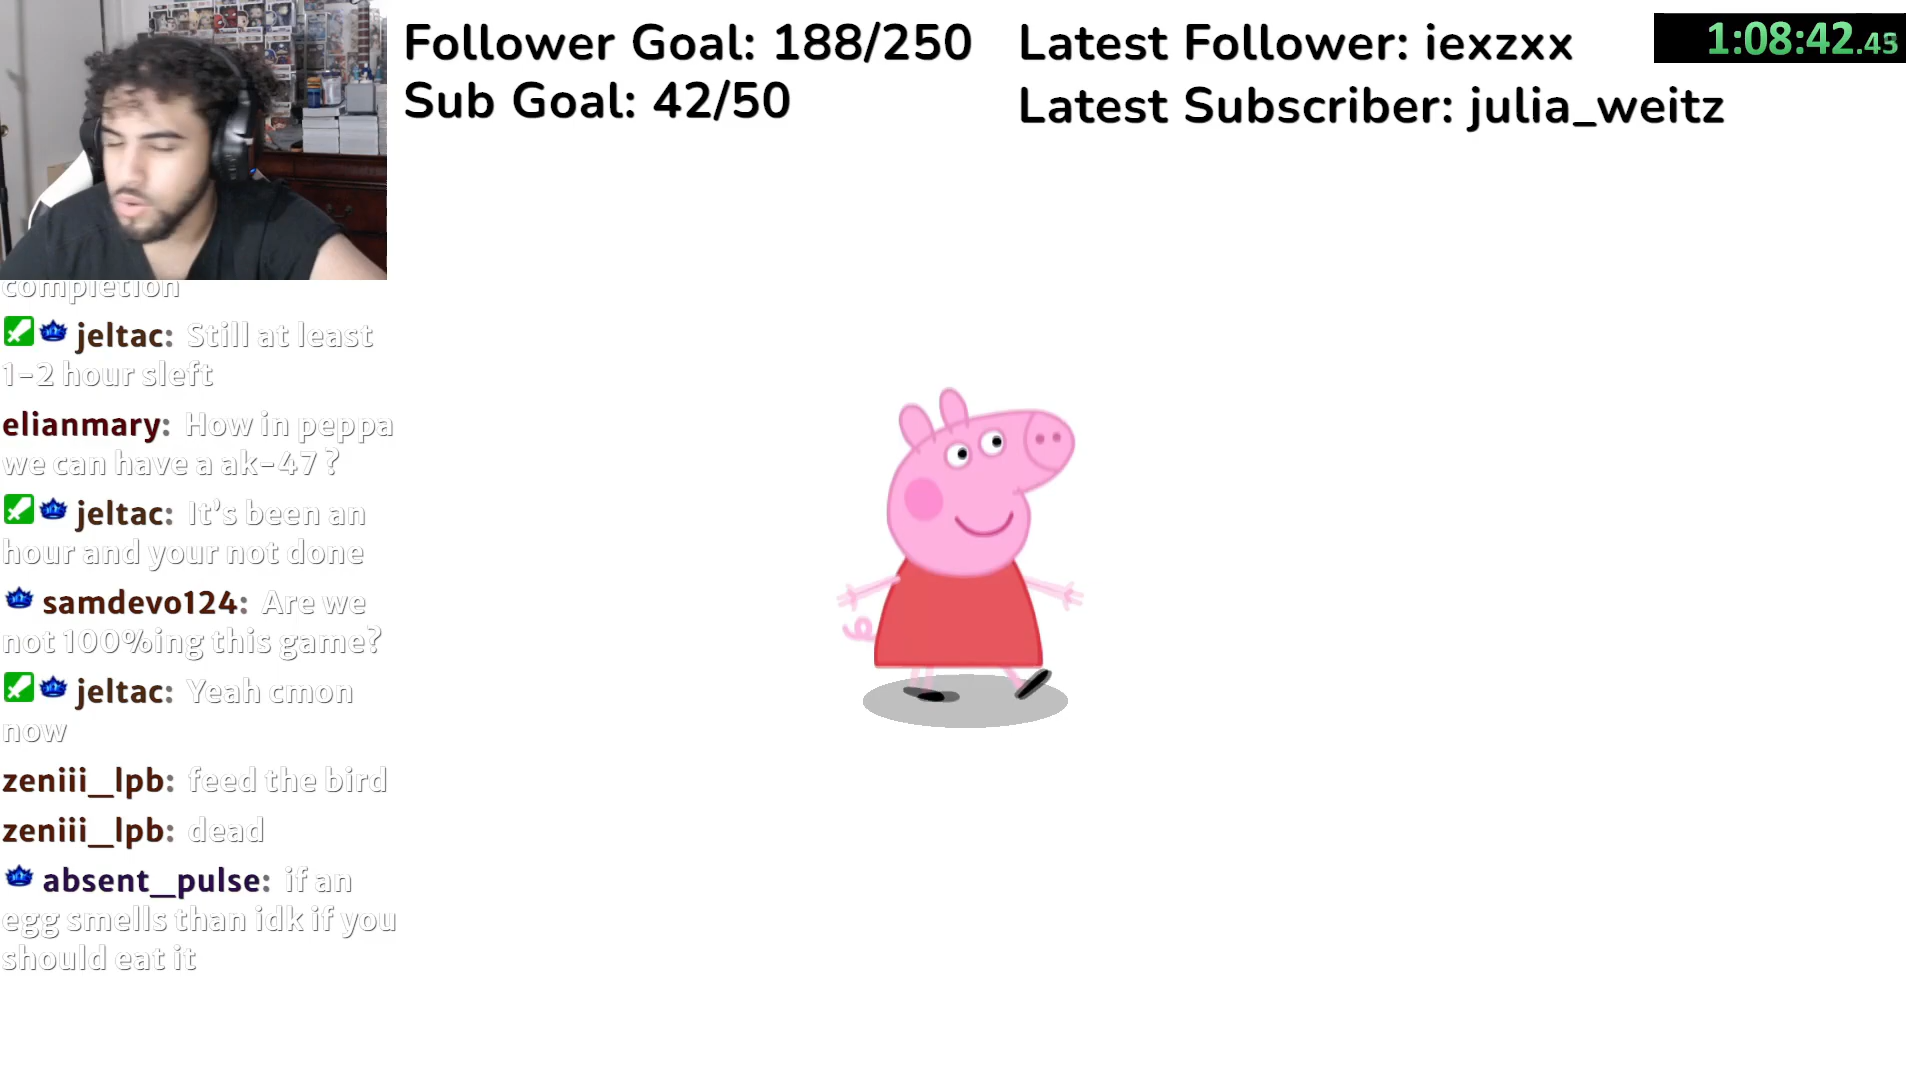 Follower Goal: 188/250
Sub Goal: 42/50
Latest Follower: iexzxx
Latest Subscriber: julia_weitz
1:08:42.43
completion
jeltac: Still at least
1-2 hour sleft
elianmary: How in peppa
we can have a ak-47 ?
jeltac: It's been an
hour and your not done
samdevo124: Are we
not 100%ing this game?
jeltac: Yeah cmon
now
zeniii_lpb: feed the bird
zeniii_lpb: dead
absent_pulse: if an
egg smells than idk if you
should eat it